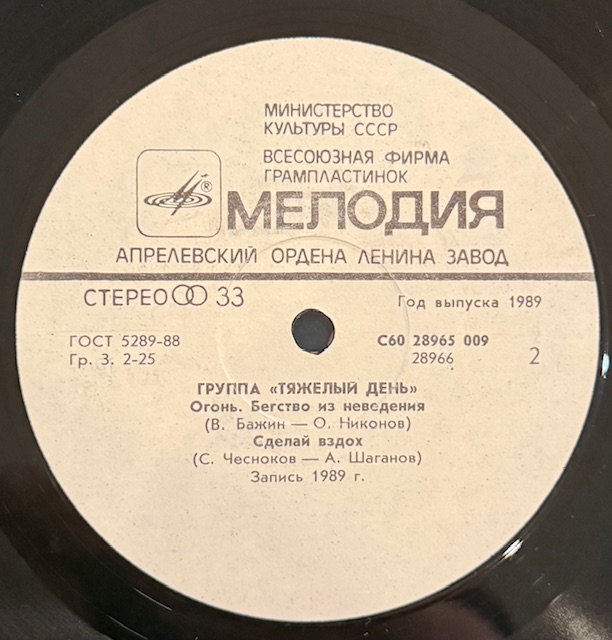 МИНИСТЕРСТВО
КУЛЬТУРЫ СССР
ВСЕСОЮЗНАЯ ФИРМА
ГРАМПЛАСТИНОК
®
МЕЛОДИЯ
АПРЕЛЕВСКИЙ ОРДЕНА ЛЕНИНА ЗАВОД
СТЕРЕО 33
Год выпуска 1989
ГОСТ 5289-88
Гр. 3. 2-25
С60 28965 009
28966
2
ГРУППА «ТЯЖЕЛЫЙ ДЕНЬ»
Огонь. Бегство из неведения
(В. Бажин — О. Никонов)
Сделай вздох
(С. Чесноков — А. Шаганов)
Запись 1989 г.